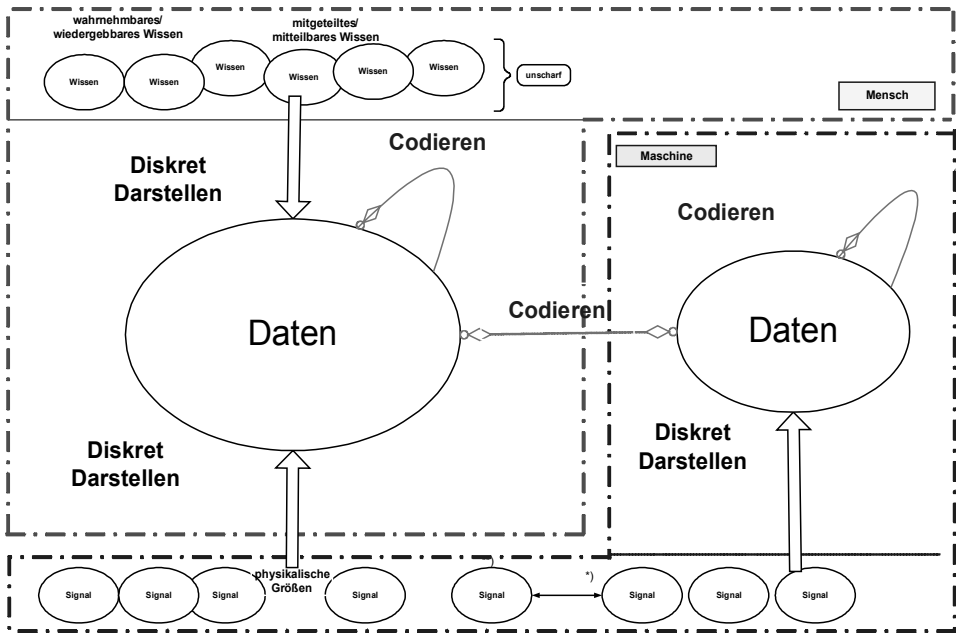 wahrnehmbares/
wiedergebbares Wissen
mitgeteiltes/
mitteilbares Wissen
Wissen
Wissen
Wissen
Wissen
Wissen
Wissen
unscharf
Mensch
Diskret
Darstellen
Codieren
Maschine
Codieren
Daten
Codieren
Daten
Diskret
Darstellen
Diskret
Darstellen
physikalische
Größen
*)
Signal
Signal
Signal
Signal
Signal
Signal
Signal
Signal